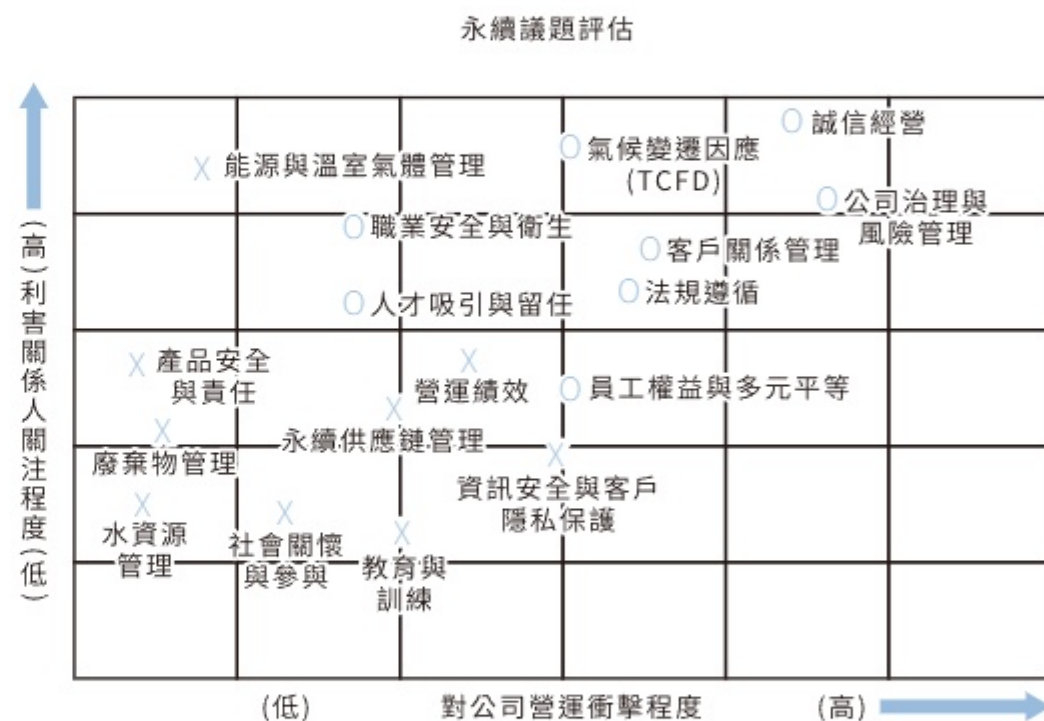 永續議題評估
(高)利害關係人關注程度(低)
O 誠信經營
O 氣候變遷因應
(TCFD)
X 能源與溫室氣體管理
O 公司治理與
風險管理
O 職業安全與衛生
O 客戶關係管理
O 法規遵循
O 人才吸引與留任
X 產品安全
與責任
X 營運績效
O 員工權益與多元平等
X 永續供應鏈管理
X 廢棄物管理
X 資訊安全與客戶
隱私保護
X 水資源
管理
X 社會關懷
與參與
X 教育與
訓練
(低) 對公司營運衝擊程度 (高)